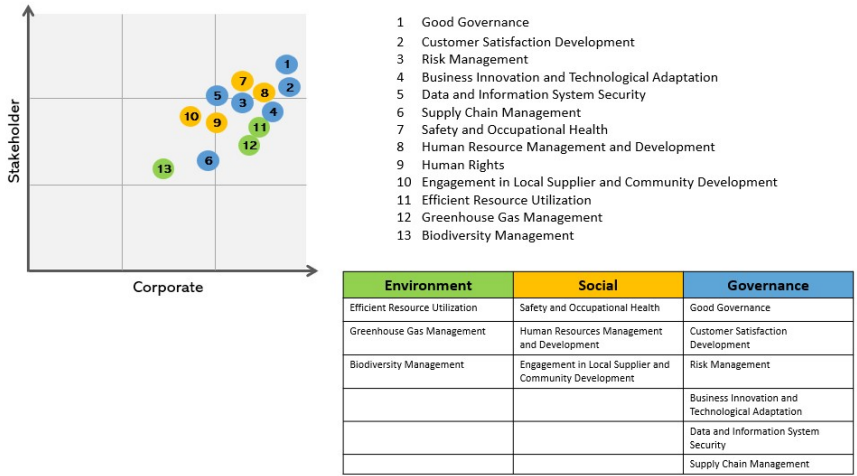 Stakeholder
1
7
2
8
5
3
4
10
9
11
12
6
13
Corporate
1 Good Governance
2 Customer Satisfaction Development
3 Risk Management
4 Business Innovation and Technological Adaptation
5 Data and Information System Security
6 Supply Chain Management
7 Safety and Occupational Health
8 Human Resource Management and Development
9 Human Rights
10 Engagement in Local Supplier and Community Development
11 Efficient Resource Utilization
12 Greenhouse Gas Management
13 Biodiversity Management
Environment Social Governance
Efficient Resource Utilization Safety and Occupational Health Good Governance
Greenhouse Gas Management Human Resources Management Customer Satisfaction
and Development Development
Biodiversity Management Engagement in Local Supplier and Risk Management
Community Development
Business Innovation and
Technological Adaptation
Data and Information System
Security
Supply Chain Management